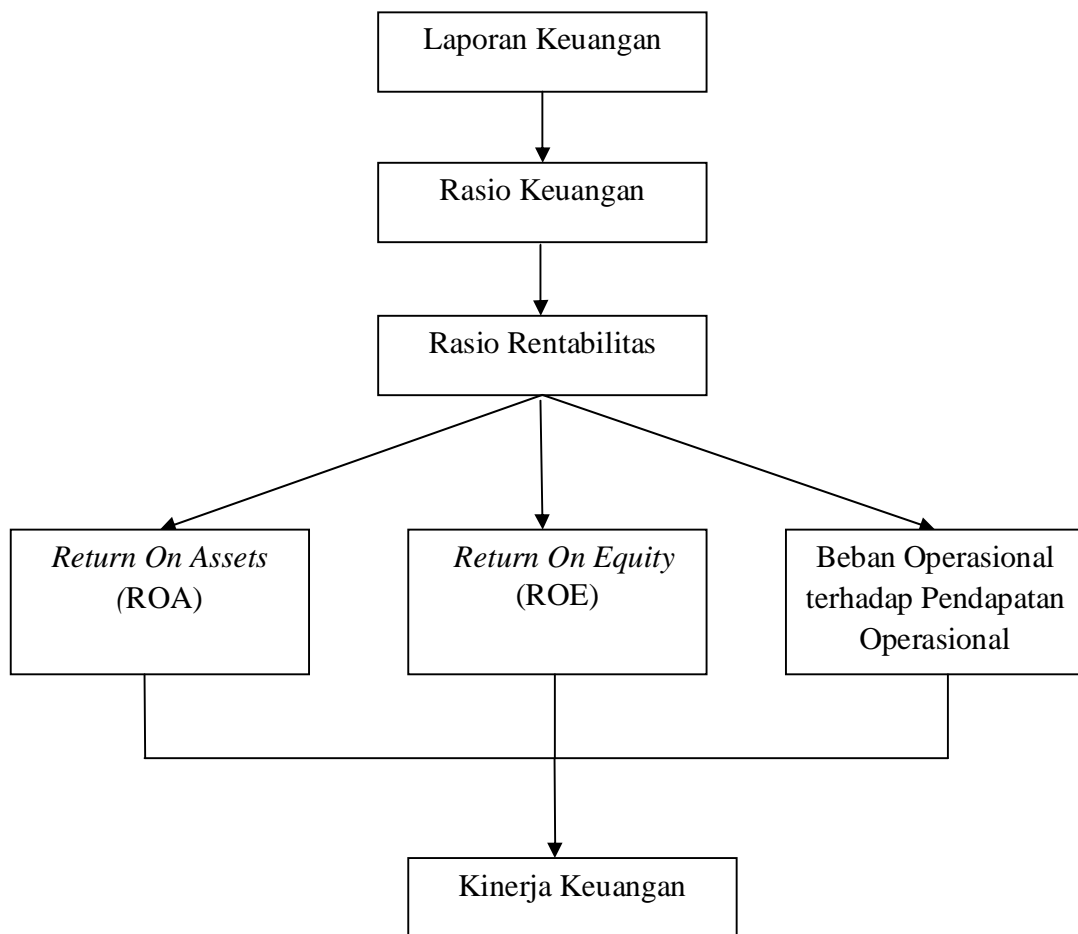 Laporan Keuangan
Rasio Keuangan
Rasio Rentabilitas
Return On Assets
(ROA)
Return On Equity
(ROE)
Beban Operasional
terhadap Pendapatan
Operasional
Kinerja Keuangan